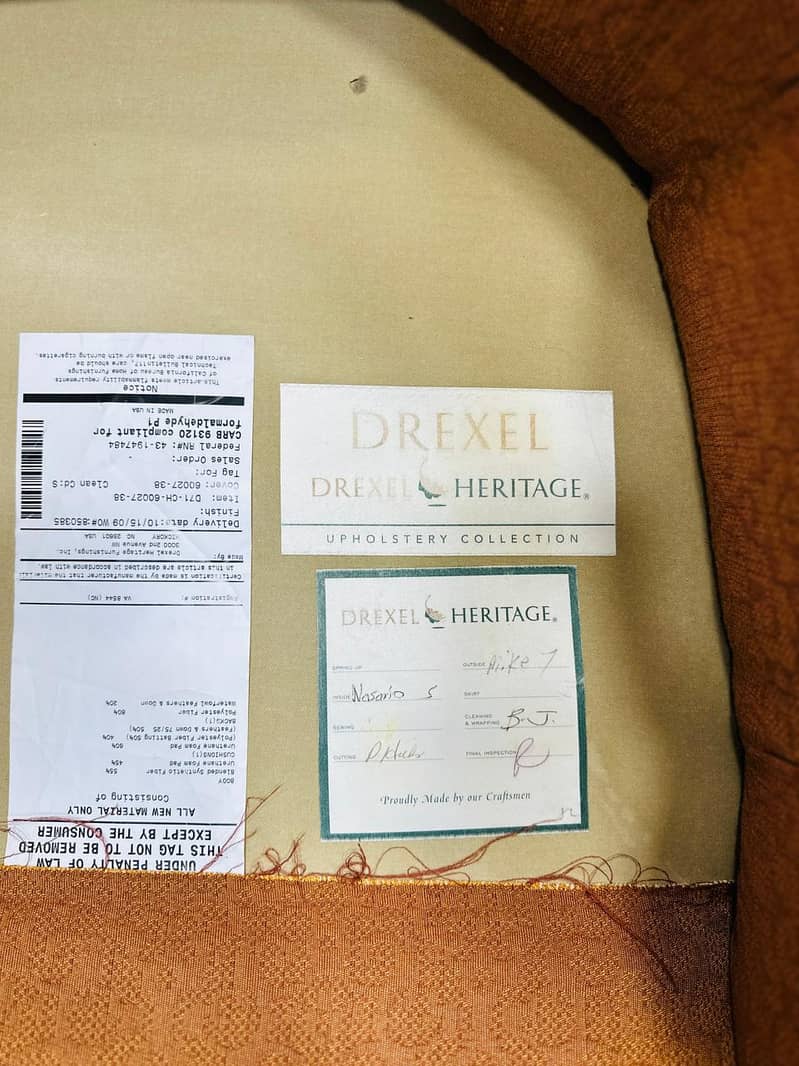 UNDER PENALTY OF LAW
THIS TAG NOT TO BE REMOVED
EXCEPT BY THE CONSUMER
ALL NEW MATERIAL ONLY
Consisting of
BODY
Blended Synthetic Fiber 55%
Urethane Foam Pad 45%
CUSHIONS(1)
Urethane Foam Pad 60%
(Polyester Fiber Batting 50%) 40%
Feathers & Down 75/25 50%)
BACK(1)
Polyester Fiber 80%
Waterfowl Feathers & Down 20%
Registration #: VA 8544 (NC)
Certification is made by the manufacturer that the materials
in this article are described in accordance with law.
Made By:
Drexel Heritage Furnishings, Inc.
3000 2nd Avenue NW
HICKORY NC 28601 USA
Delivery date:10/15/09 WO#:850385
Finish:
Item: D71-CH-60027-38
Cover: 60027-38 Clean Cd:S
Tag For:
Sales Order: -
Federal RN#: 43-1947484
CARB 93120 compliant for
formaldehyde P1
MADE IN USA
Notice
This article meets flammability requirements
of California Bureau of Home Furnishings
Technical Bulletin117, care should be
exercised near open flame or with burning cigarettes.
DREXEL
DREXEL HERITAGE®
UPHOLSTERY COLLECTION
DREXEL HERITAGE®
SPRING UP OUTSIDE Mike T
INSIDE Nasario S SKIRT
SEWING CLEANING & WRAPPING B.J.
CUTTING FINAL INSPECTION
Proudly Made by our Craftsmen